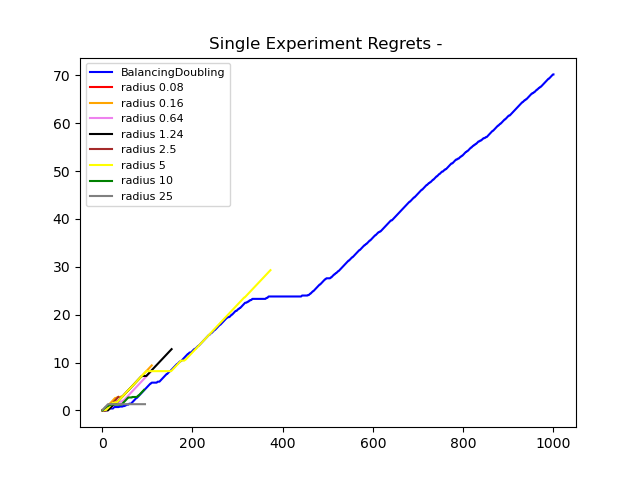 Single Experiment Regrets -
BalancingDoubling
radius 0.08
radius 0.16
radius 0.64
radius 1.24
radius 2.5
radius 5
radius 10
radius 25
70
60
50
40
30
20
10
0
0 200 400 600 800 1000